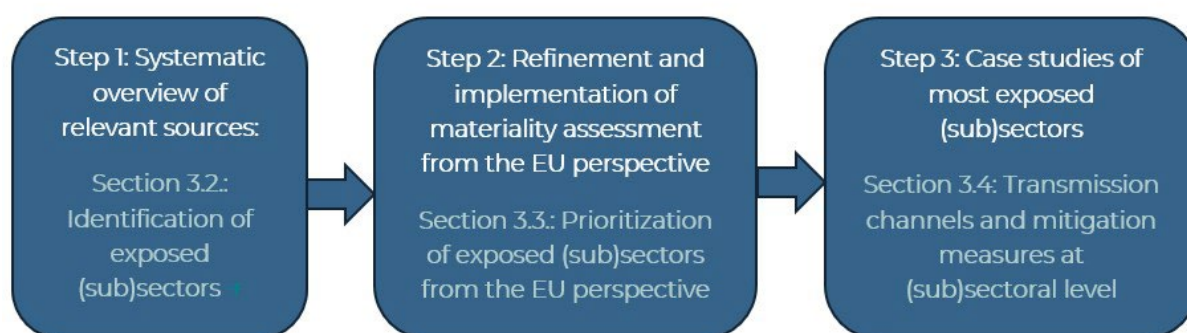 Step 1: Systematic
overview of
relevant sources:
Section 3.2.:
Identification of
exposed
(sub)sectors
Step 2: Refinement and
implementation of
materiality assessment
from the EU perspective
Section 3.3.: Prioritization
of exposed (sub)sectors
from the EU perspective
Step 3: Case studies of
most exposed
(sub)sectors
Section 3.4: Transmission
channels and mitigation
measures at
(sub)sectoral level